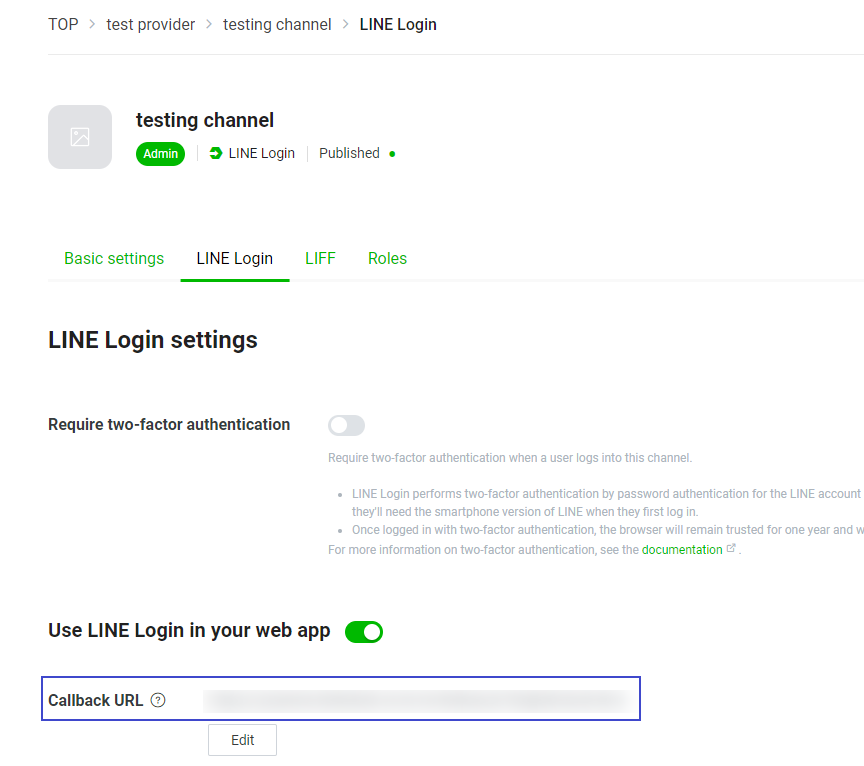 TOP > test provider > testing channel > LINE Login
testing channel
Admin LINE Login Published
Basic settings LINE Login LIFF Roles
LINE Login settings
Require two-factor authentication
Require two-factor authentication when a user logs into this channel.
LINE Login performs two-factor authentication by password authentication for the LINE account
they'll need the smartphone version of LINE when they first log in.
Once logged in with two-factor authentication, the browser will remain trusted for one year and w
For more information on two-factor authentication, see the documentation .
Use LINE Login in your web app
Callback URL ?
Edit